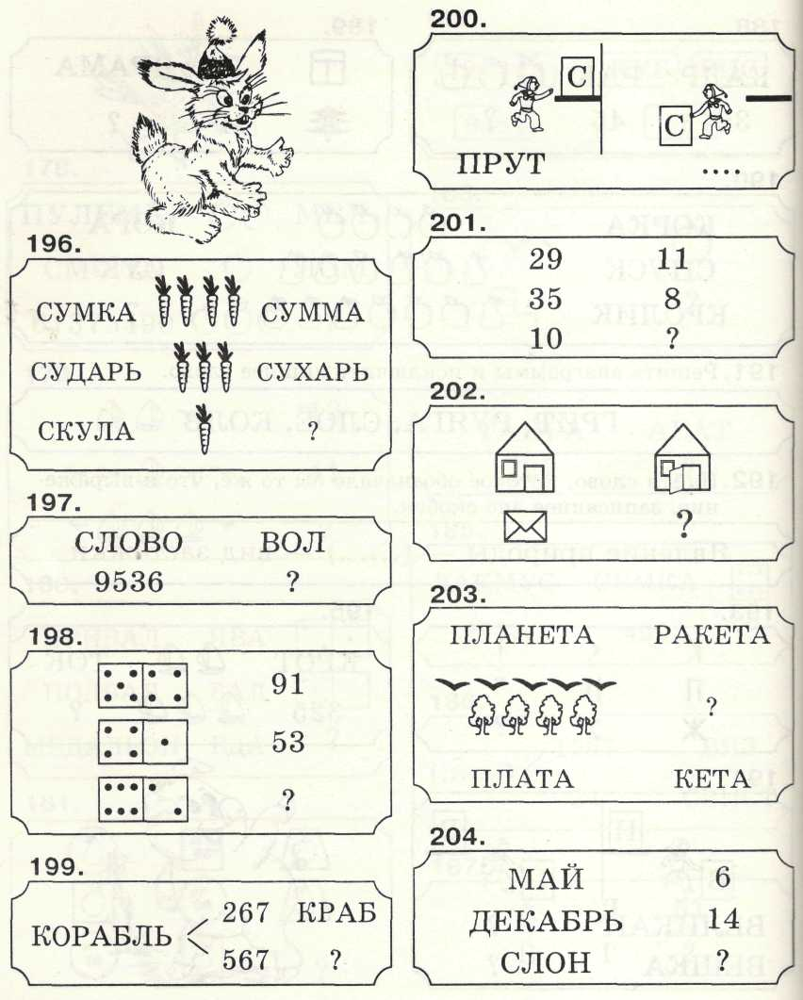 196.
СУМКА СУММА
СУДАРЬ СУХАРЬ
СКУЛА ?
197.
СЛОВО ВОЛ
9536 ?
198.
91
53
?
199.
КОРАБЛЬ 267 КРАБ
567 ?
200.
С
С
ПРУТ ....
201.
29 11
35 8
10 ?
202.
?
203.
ПЛАНЕТА РАКЕТА
?
ПЛАТА КЕТА
204.
МАЙ 6
ДЕКАБРЬ 14
СЛОН ?